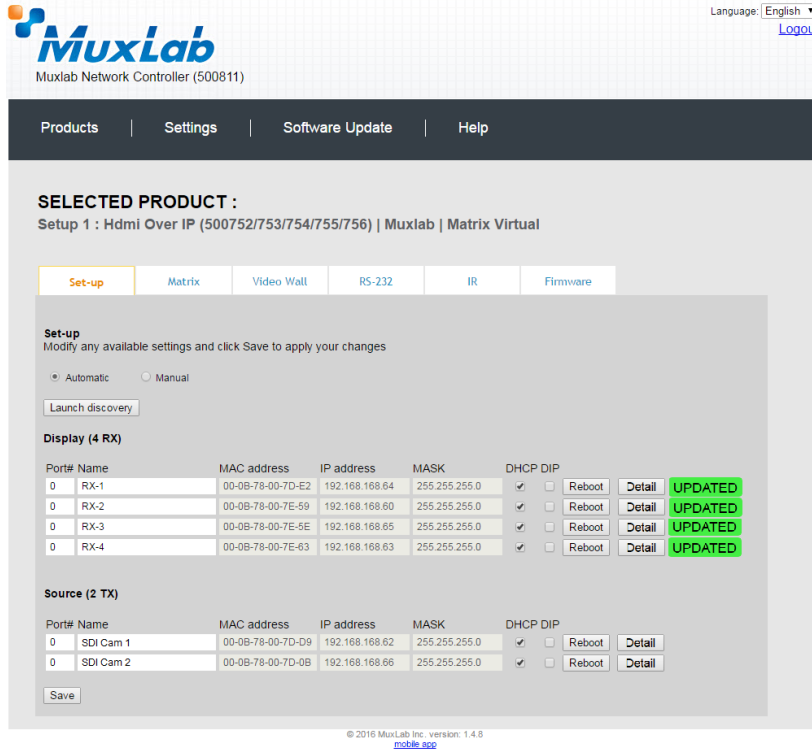 Language: English
Logou
MuxLab
Muxlab Network Controller (500811)
Products | Settings | Software Update | Help
SELECTED PRODUCT :
Setup 1 : Hdmi Over IP (500752/753/754/755/756) | Muxlab | Matrix Virtual
Set-up Matrix Video Wall RS-232 IR Firmware
Set-up
Modify any available settings and click Save to apply your changes
Automatic Manual
Launch discovery
Display (4 RX)
Port# Name MAC address IP address MASK DHCP DIP
0 RX-1 00-0B-78-00-7D-E2 192.168.168.64 255.255.255.0 Reboot Detail UPDATED
0 RX-2 00-0B-78-00-7E-59 192.168.168.60 255.255.255.0 Reboot Detail UPDATED
0 RX-3 00-0B-78-00-7E-5E 192.168.168.65 255.255.255.0 Reboot Detail UPDATED
0 RX-4 00-0B-78-00-7E-63 192.168.168.63 255.255.255.0 Reboot Detail UPDATED
Source (2 TX)
Port# Name MAC address IP address MASK DHCP DIP
0 SDI Cam 1 00-0B-78-00-7D-D9 192.168.168.62 255.255.255.0 Reboot Detail
0 SDI Cam 2 00-0B-78-00-7D-0B 192.168.168.66 255.255.255.0 Reboot Detail
Save
© 2016 MuxLab Inc. version: 1.4.8
mobile app